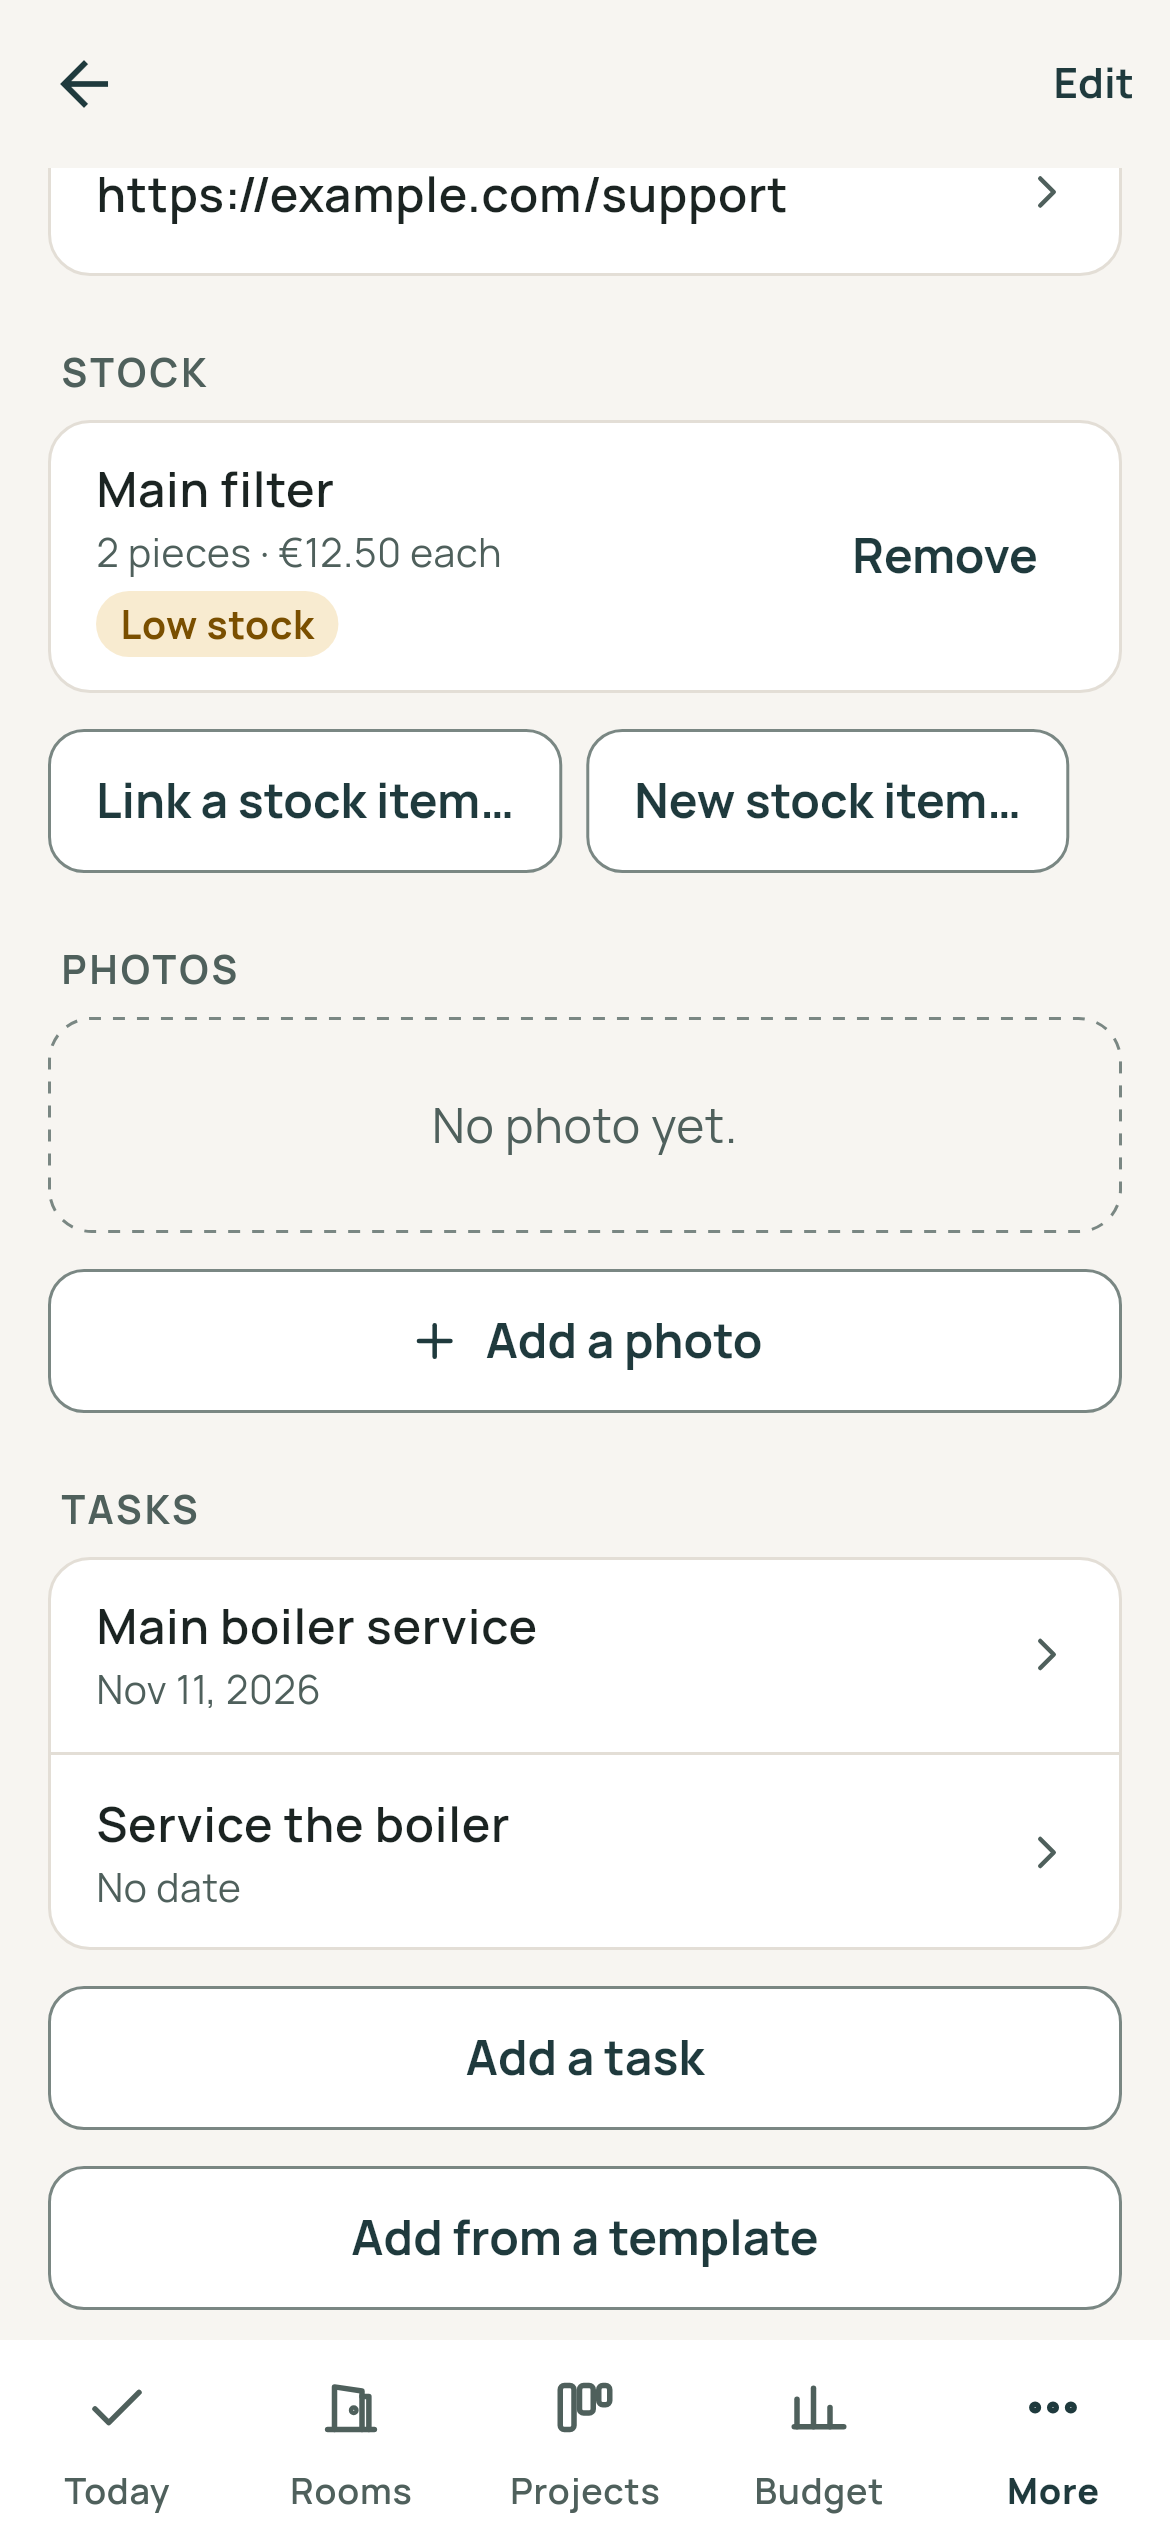 Edit
https://example.com/support
STOCK
Main filter
2 pieces · €12.50 each
Remove
Low stock
Link a stock item...
New stock item...
PHOTOS
No photo yet.
Add a photo
TASKS
Main boiler service
Nov 11, 2026
Service the boiler
No date
Add a task
Add from a template
Today
Rooms
Projects
Budget
More